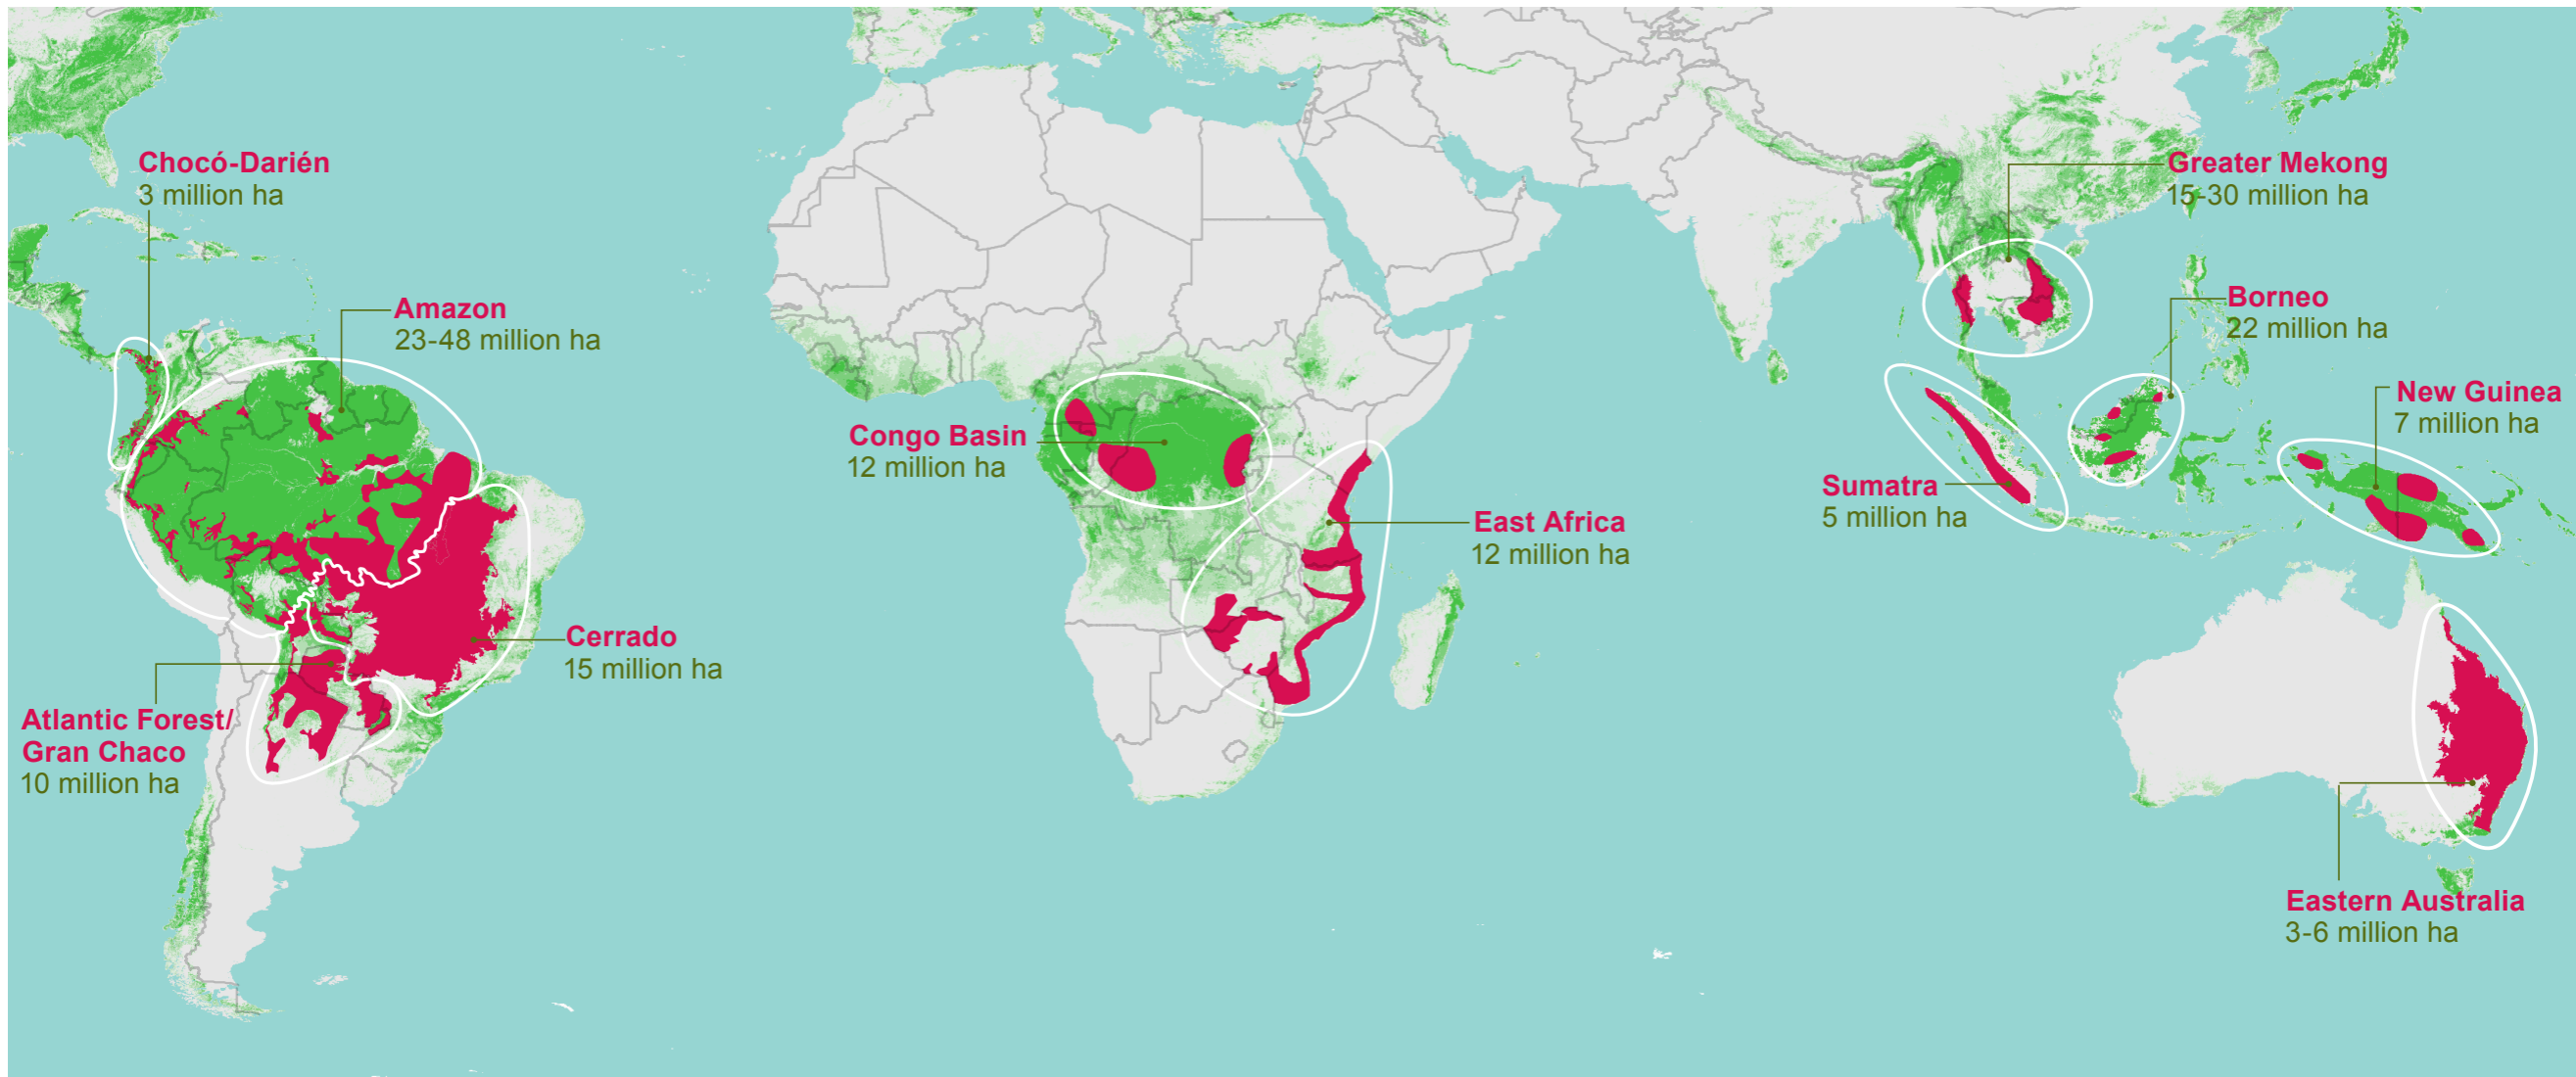 Chocó-Darién
3 million ha
Amazon
23-48 million ha
Cerrado
15 million ha
Atlantic Forest/
Gran Chaco
10 million ha
Congo Basin
12 million ha
East Africa
12 million ha
Greater Mekong
15-30 million ha
Borneo
22 million ha
New Guinea
7 million ha
Sumatra
5 million ha
Eastern Australia
3-6 million ha